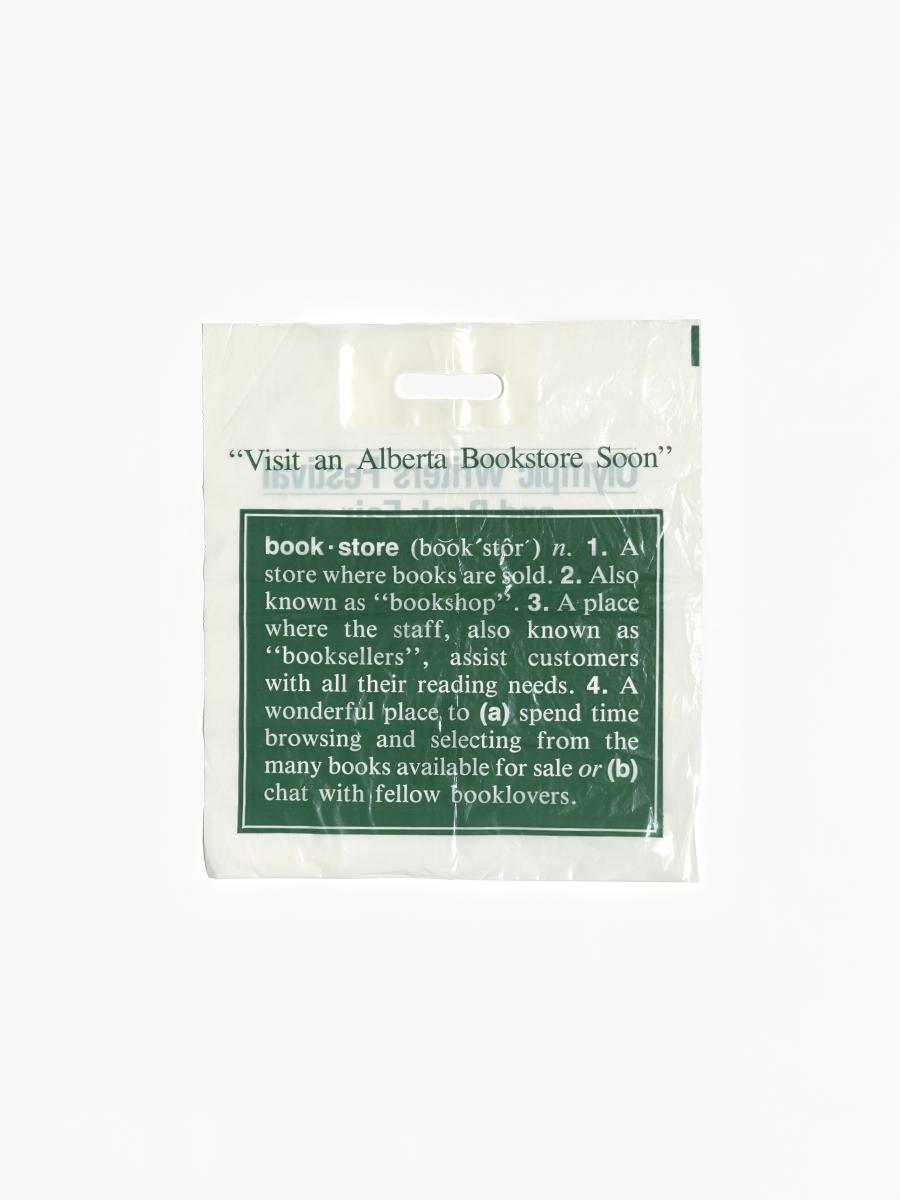 “Visit an Alberta Bookstore Soon”
Olympic Writers Festival
and Book Fair
book·store (bo͝ok´stôr´) n. 1. A
store where books are sold. 2. Also
known as “bookshop”. 3. A place
where the staff, also known as
“booksellers”, assist customers
with all their reading needs. 4. A
wonderful place to (a) spend time
browsing and selecting from the
many books available for sale or (b)
chat with fellow booklovers.